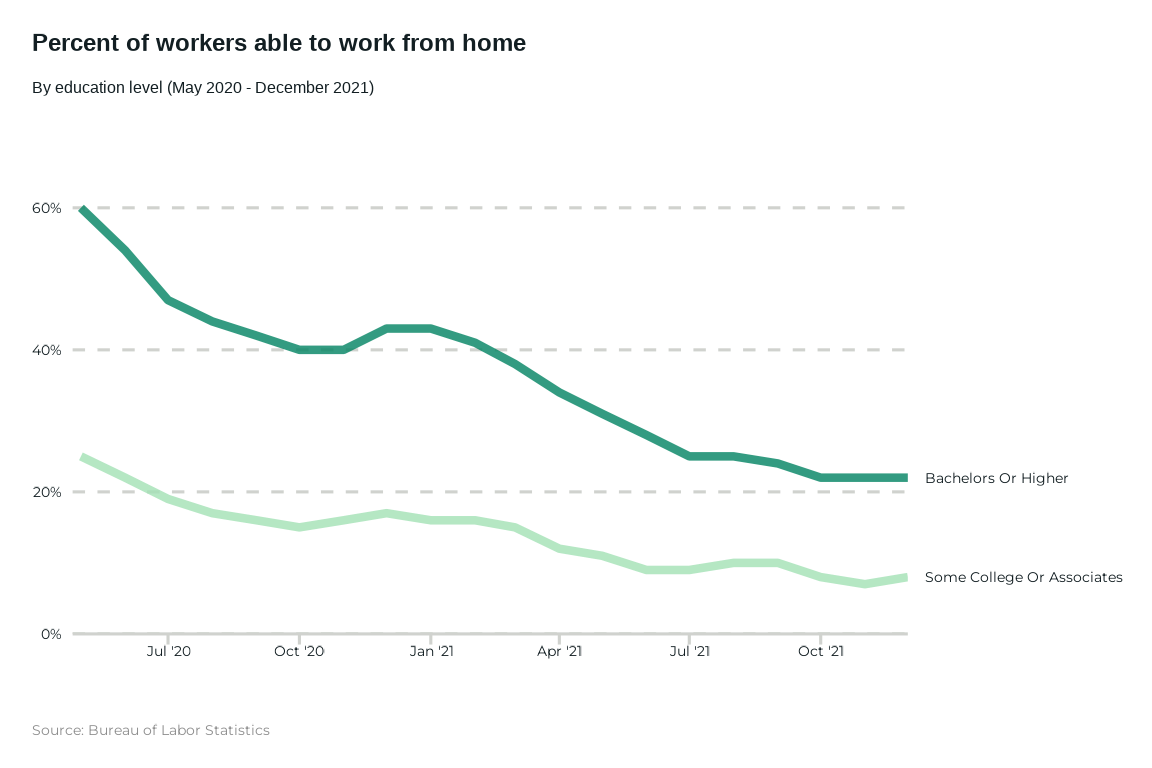 Percent of workers able to work from home
By education level (May 2020 - December 2021)
60%
40%
20%
0%
Bachelors Or Higher
Some College Or Associates
Jul '20
Oct '20
Jan '21
Apr '21
Jul '21
Oct '21
Source: Bureau of Labor Statistics